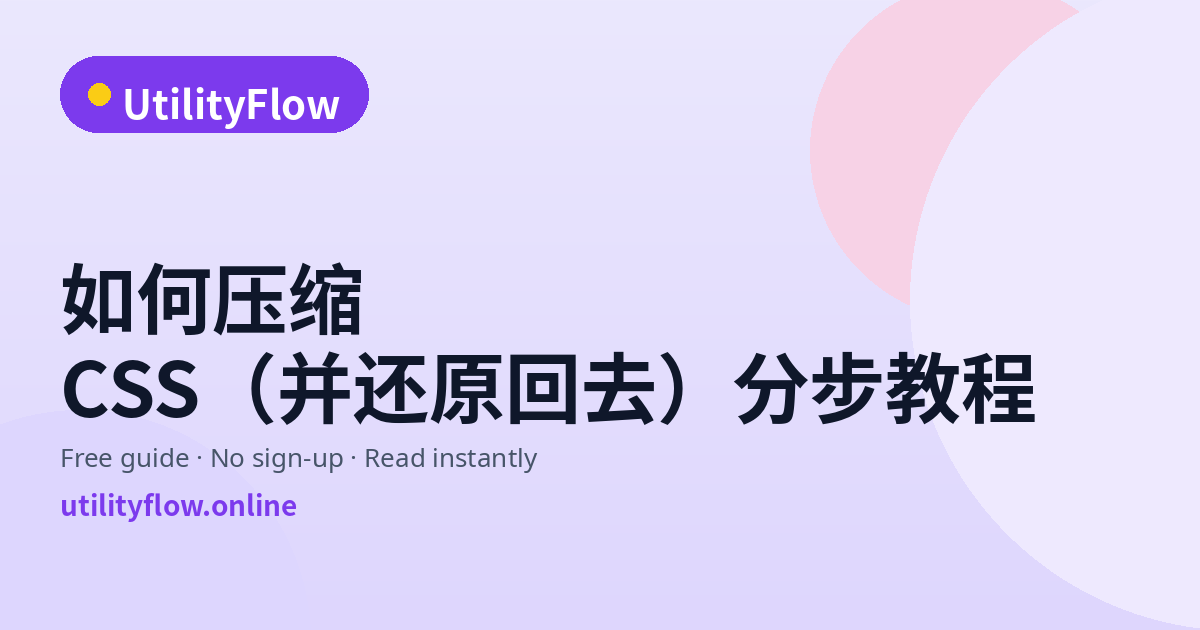 UtilityFlow
如何压缩
CSS（并还原回去）分步教程
Free guide · No sign-up · Read instantly
utilityflow.online